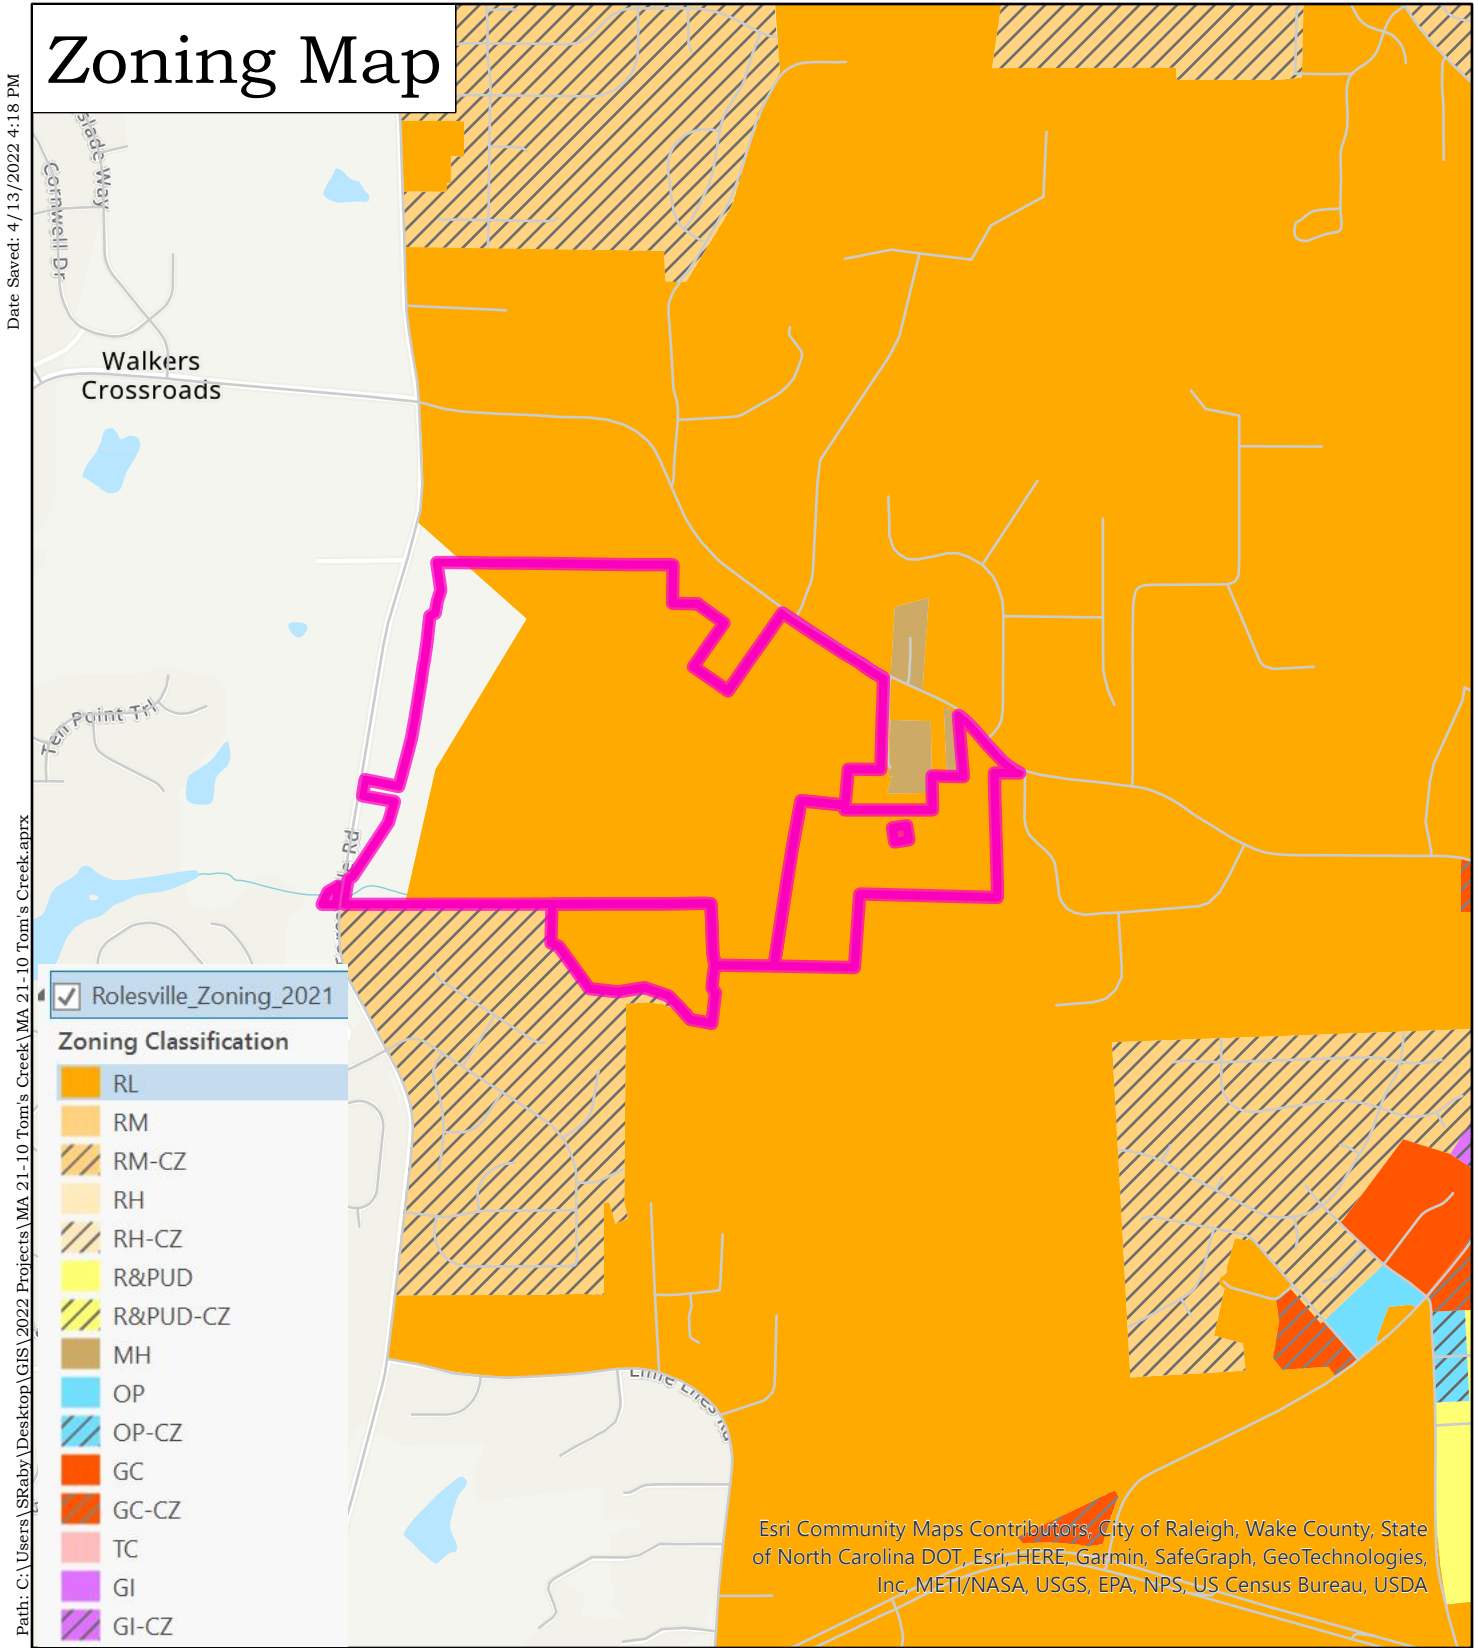 Zoning Map
Date Saved: 4/13/2022 4:18 PM
Path: C:\Users\SRaby\Desktop\GIS\2022 Projects\MA 21-10 Tom's Creek\MA 21-10 Tom's Creek.aprx
Slade Way
Cornwell Dr
Walkers
Crossroads
Ten Point Trl
Rd
Rolesville_Zoning_2021
Zoning Classification
RL
RM
RM-CZ
RH
RH-CZ
R&PUD
R&PUD-CZ
MH
OP
OP-CZ
GC
GC-CZ
TC
GI
GI-CZ
Esri Community Maps Contributors, City of Raleigh, Wake County, State
of North Carolina DOT, Esri, HERE, Garmin, SafeGraph, GeoTechnologies,
Inc, METI/NASA, USGS, EPA, NPS, US Census Bureau, USDA